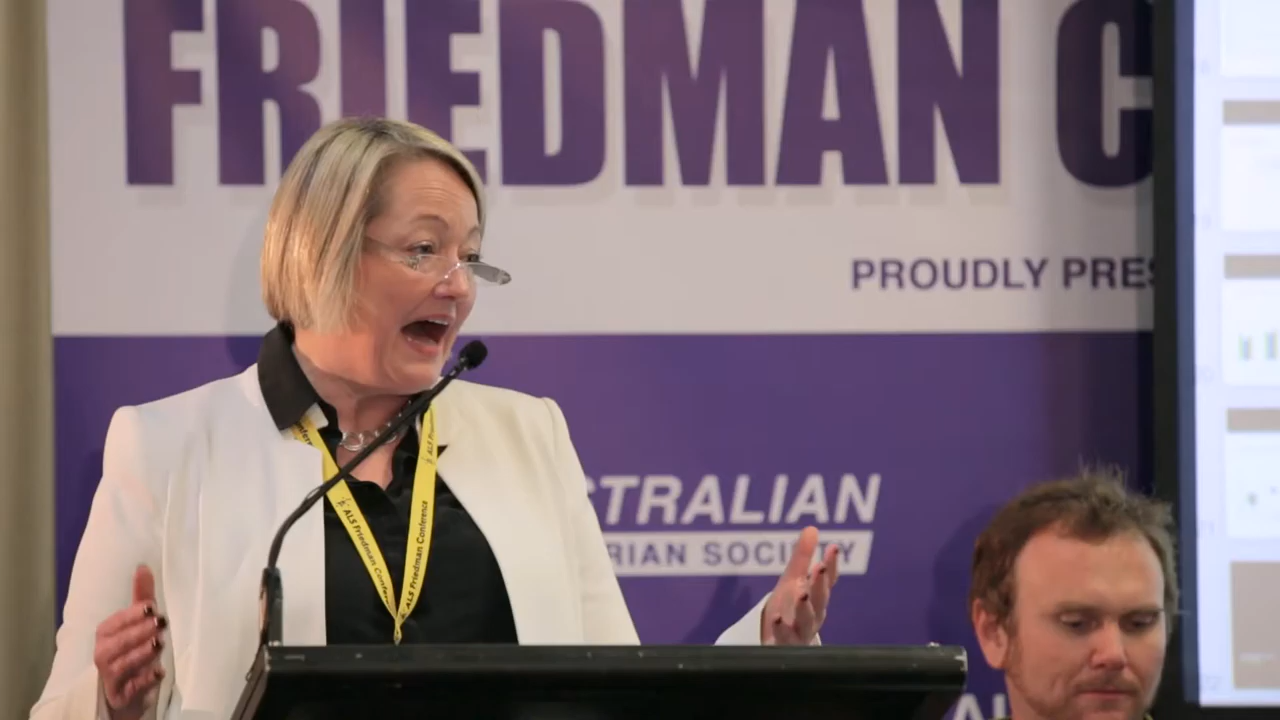 FRIEDMAN C
PROUDLY PRES
STRALIAN
RIAN SOCIETY
ALS Friedman Conference
ALS Friedman Conference